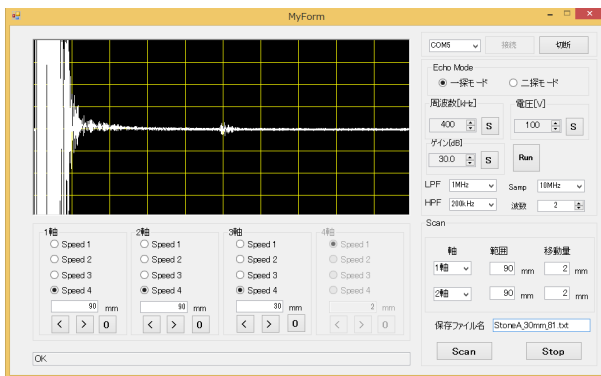 MyForm
COM5 接続 切断
Echo Mode
一探モード 二探モード
周波数[kHz] 電圧[V]
400 S 100 S
ゲイン[dB]
30.0 S Run
LPF 1MHz Samp 10MHz
HPF 200kHz 波数 2
Scan
軸 範囲 移動量
1軸 90 mm 2 mm
2軸 90 mm 2 mm
保存ファイル名 StoneA_30mm_81.txt
Scan Stop
1軸 2軸 3軸 4軸
Speed 1 Speed 1 Speed 1 Speed 1
Speed 2 Speed 2 Speed 2 Speed 2
Speed 3 Speed 3 Speed 3 Speed 3
Speed 4 Speed 4 Speed 4 Speed 4
90 mm 90 mm 30 mm 2 mm
< > 0 < > 0 < > 0 < > 0
OK